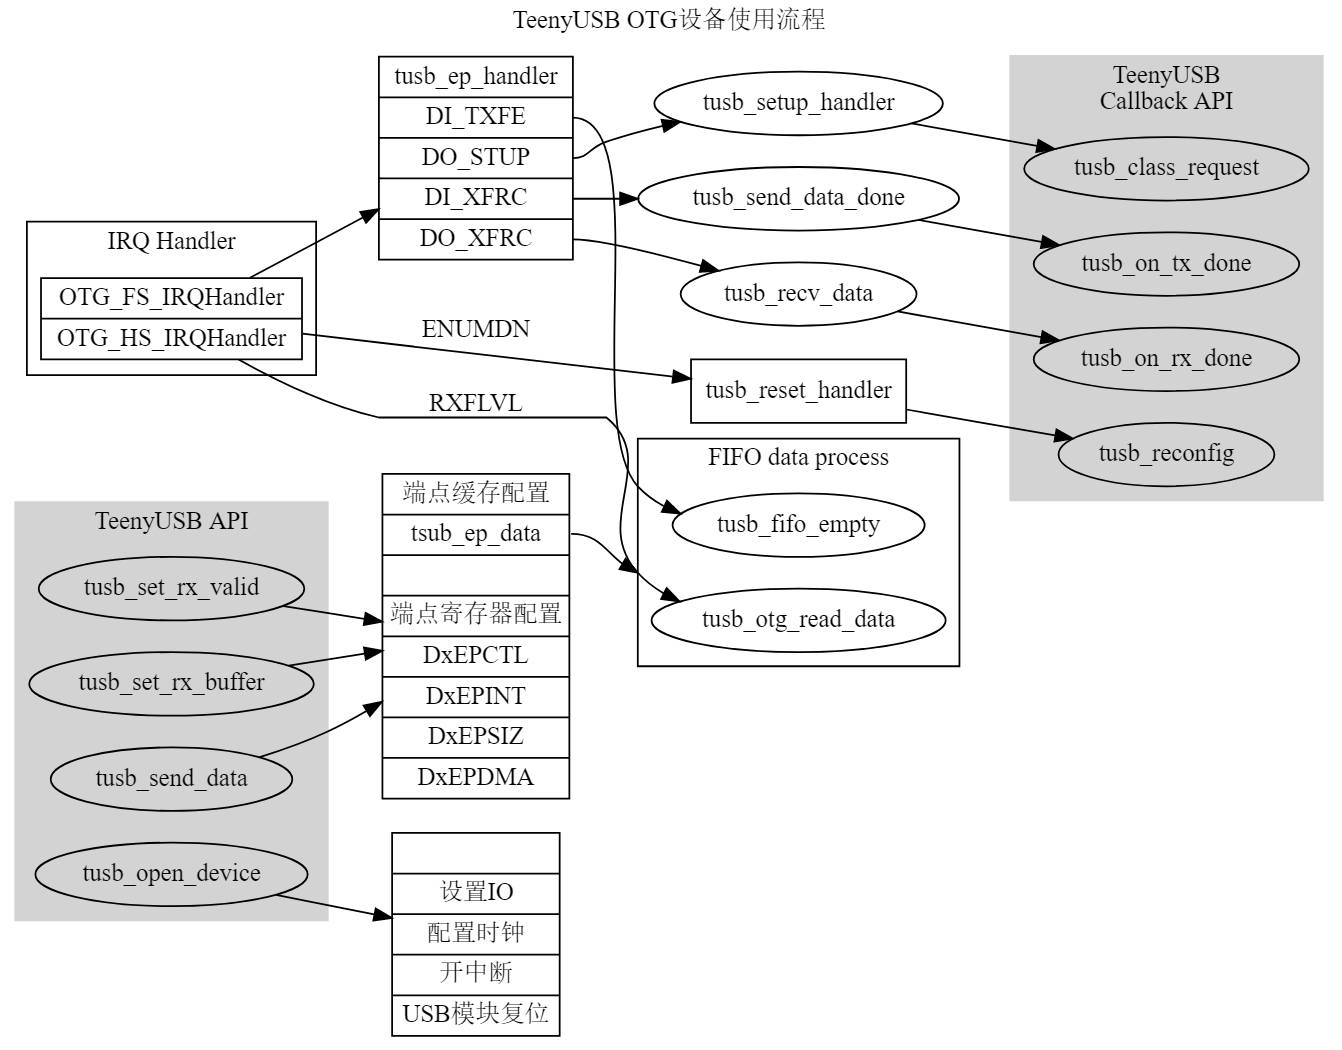 TeenyUSB OTG设备使用流程
tusb_ep_handler
DI_TXFE
DO_STUP
DI_XFRC
DO_XFRC
tusb_setup_handler
tusb_send_data_done
tusb_recv_data
TeenyUSB
Callback API
tusb_class_request
tusb_on_tx_done
tusb_on_rx_done
tusb_reconfig
IRQ Handler
OTG_FS_IRQHandler
OTG_HS_IRQHandler
ENUMDN
RXFLVL
tusb_reset_handler
FIFO data process
tusb_fifo_empty
tusb_otg_read_data
TeenyUSB API
tusb_set_rx_valid
tusb_set_rx_buffer
tusb_send_data
tusb_open_device
端点缓存配置
tsub_ep_data
端点寄存器配置
DxEPCTL
DxEPINT
DxEPSIZ
DxEPDMA
设置IO
配置时钟
开中断
USB模块复位